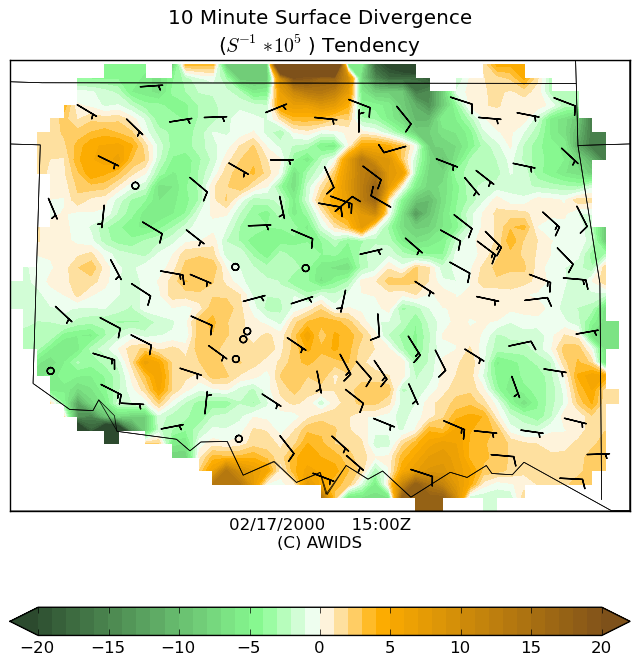 10 Minute Surface Divergence
(S⁻¹ * 10⁵ ) Tendency
02/17/2000 15:00Z
(C) AWIDS
−20 −15 −10 −5 0 5 10 15 20